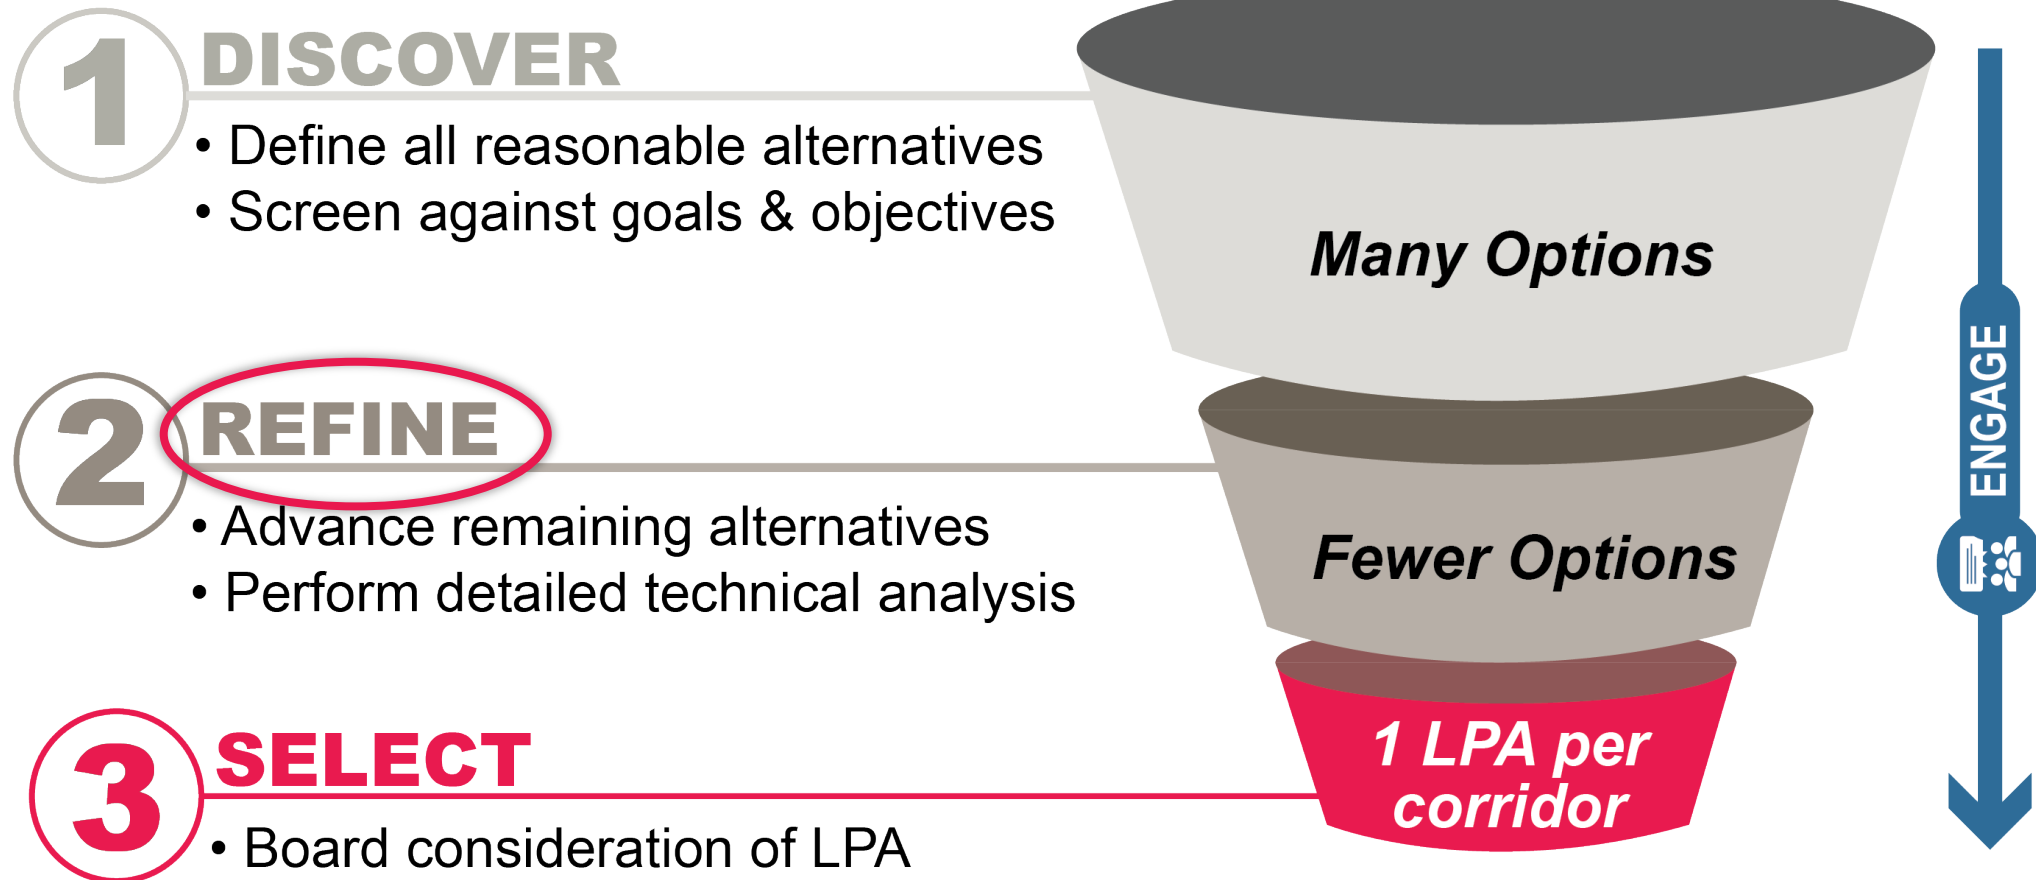 1 DISCOVER
• Define all reasonable alternatives
• Screen against goals & objectives
Many Options
2 REFINE
• Advance remaining alternatives
• Perform detailed technical analysis
Fewer Options
3 SELECT
• Board consideration of LPA
1 LPA per
corridor
ENGAGE